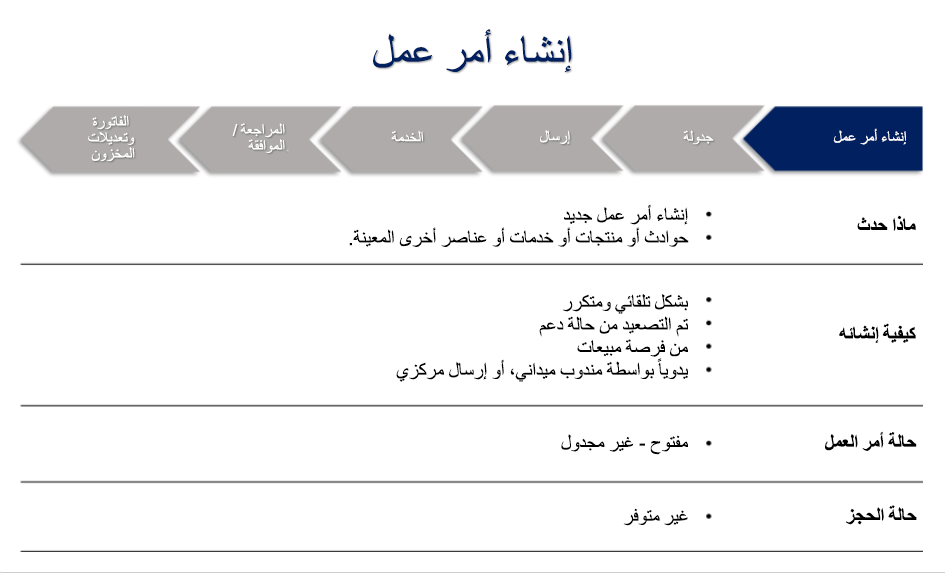 إنشاء أمر عمل
إنشاء أمر عمل
جدولة
إرسال
الخدمة
المراجعة /
الموافقة
الفاتورة
وتعديلات
المخزون
ماذا حدث
• إنشاء أمر عمل جديد
• حوادث أو منتجات أو خدمات أو عناصر أخرى المعينة.
كيفية إنشائه
• بشكل تلقائي ومتكرر
• تم التصعيد من حالة دعم
• من فرصة مبيعات
• يدوياً بواسطة مندوب ميداني، أو إرسال مركزي
حالة أمر العمل
• مفتوح - غير مجدول
حالة الحجز
• غير متوفر